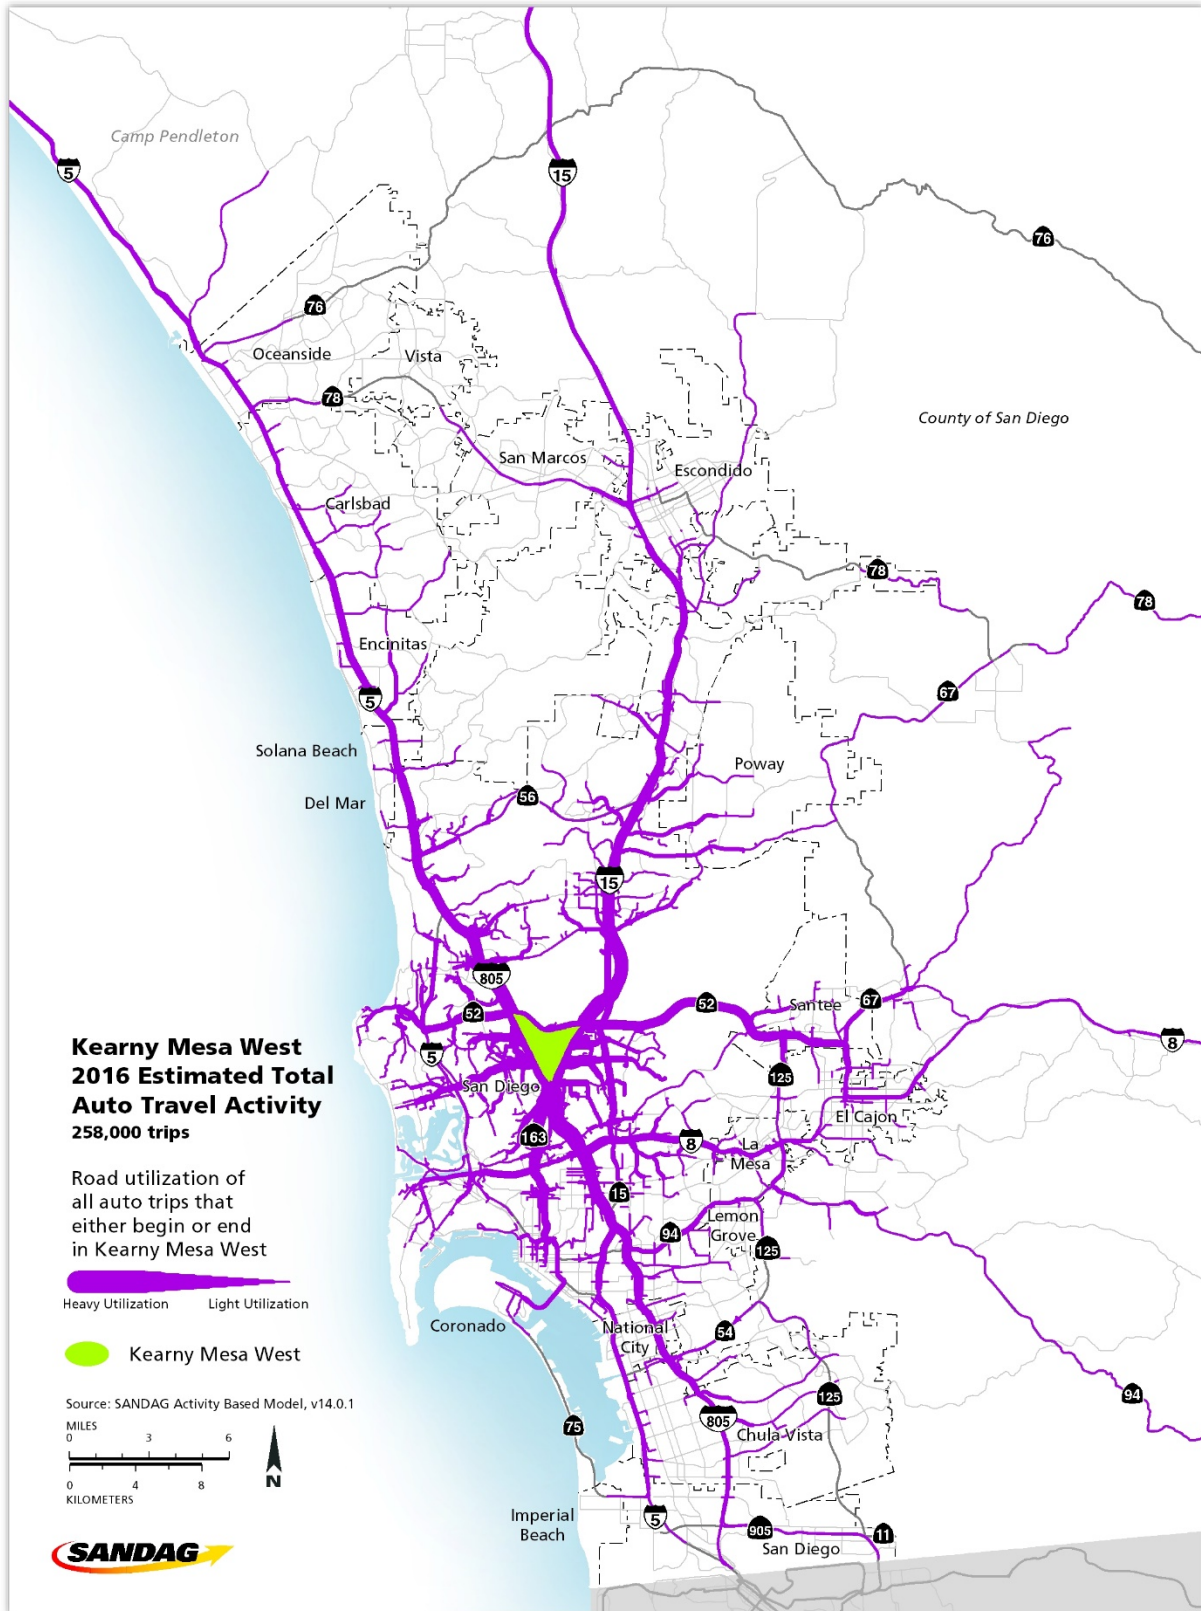 Camp Pendleton
5
15
76
76
Oceanside
Vista
78
County of San Diego
San Marcos
Escondido
Carlsbad
78
78
Encinitas
67
5
Solana Beach
Poway
Del Mar
56
15
805
52
Santee
67
52
5
8
125
San Diego
El Cajon
163
8
La
Mesa
15
Lemon
Grove
94
125
Coronado
National
City
54
125
94
805
75
Chula Vista
Imperial
Beach
5
905
11
San Diego
Kearny Mesa West
2016 Estimated Total
Auto Travel Activity
258,000 trips
Road utilization of
all auto trips that
either begin or end
in Kearny Mesa West
Heavy Utilization Light Utilization
Kearny Mesa West
Source: SANDAG Activity Based Model, v14.0.1
MILES
0 3 6
0 4 8
KILOMETERS
N
SANDAG